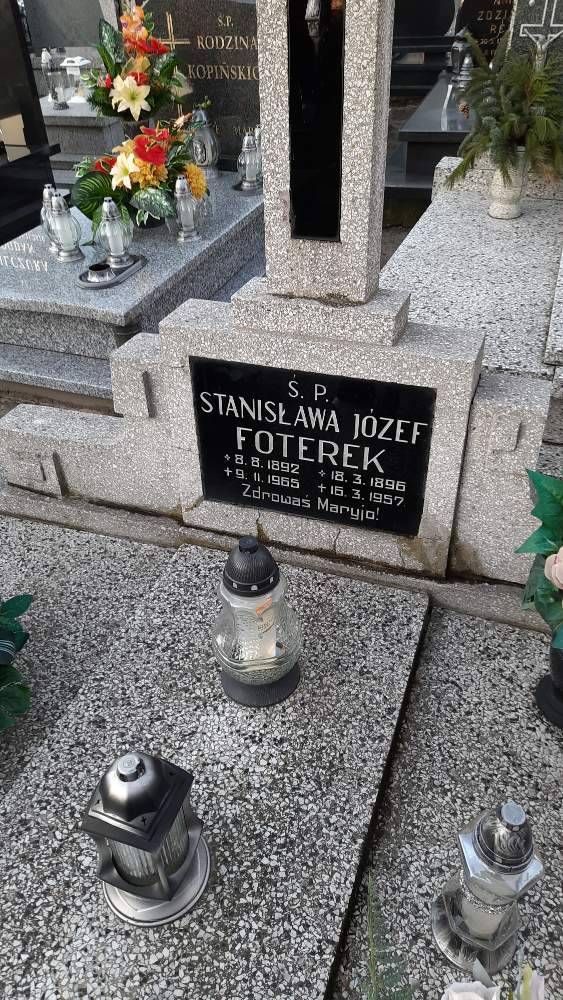 Ś.P.
RODZINA
KOPIŃSKICH
Ś. P.
STANISŁAWA JÓZEF
FOTEREK
* 8. 8. 1892 * 18. 3. 1896
+ 9. 11. 1965 + 16. 3. 1957
Zdrowaś Maryjo!